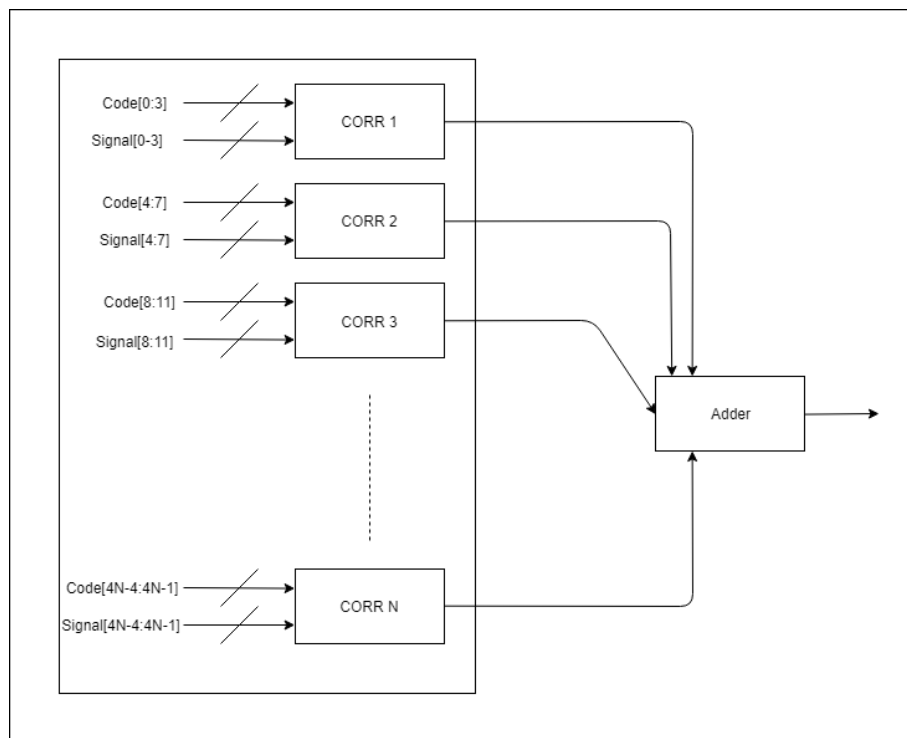 Code[0:3]
Signal[0-3]
CORR 1
Code[4:7]
Signal[4:7]
CORR 2
Code[8:11]
Signal[8:11]
CORR 3
Adder
Code[4N-4:4N-1]
Signal[4N-4:4N-1]
CORR N